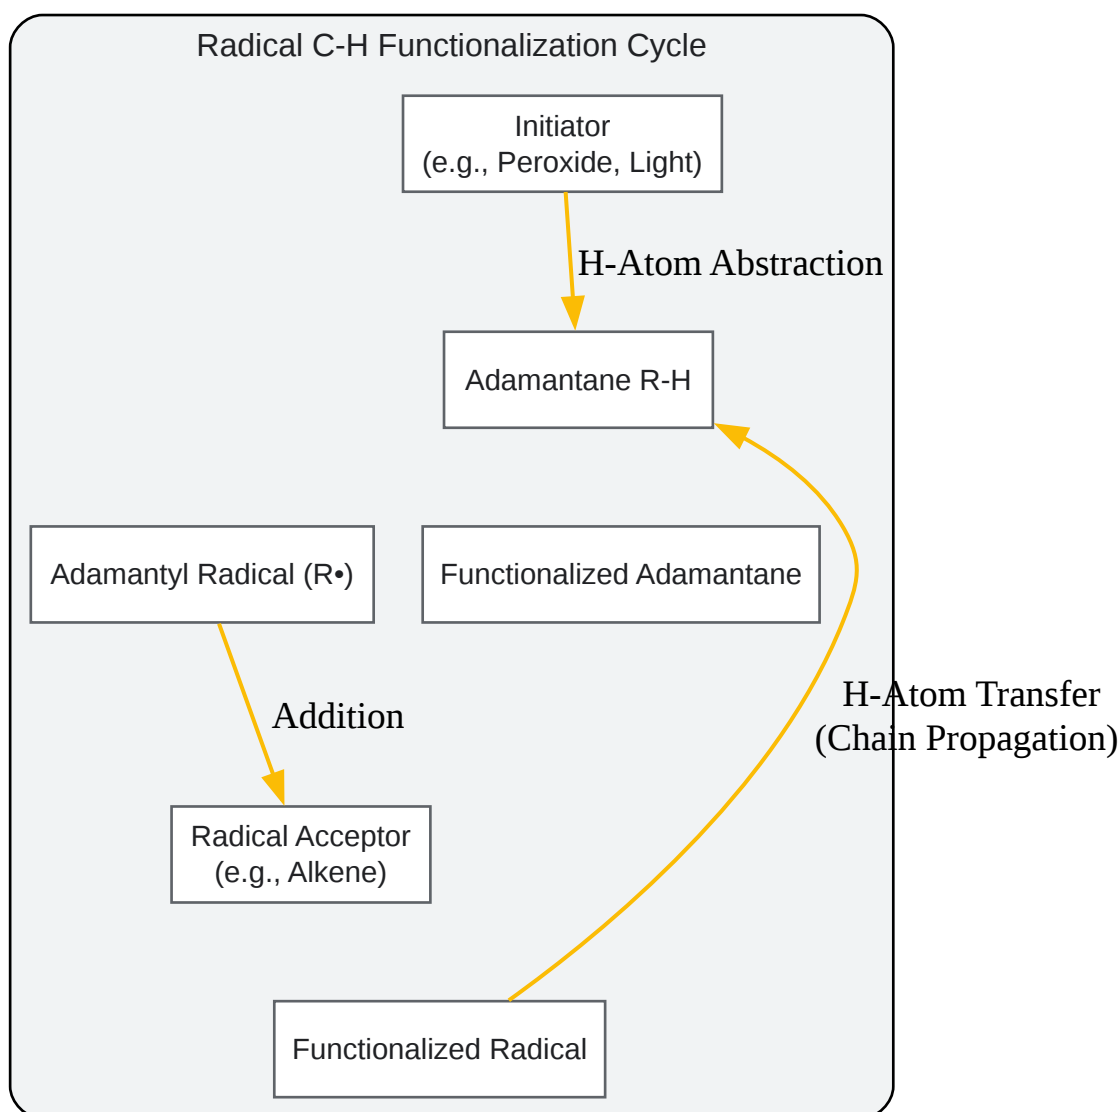 Radical C-H Functionalization Cycle
Initiator
(e.g., Peroxide, Light)
H-Atom Abstraction
Adamantane R-H
Adamantyl Radical (R•)
Functionalized Adamantane
H-Atom Transfer
(Chain Propagation)
Addition
Radical Acceptor
(e.g., Alkene)
Functionalized Radical